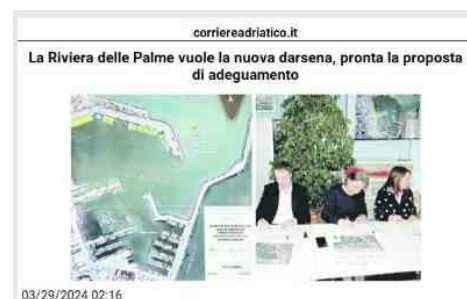 corriereadriatico.it
La Riviera delle Palme vuole la nuova darsena, pronta la proposta
di adeguamento
03/29/2024 02:16